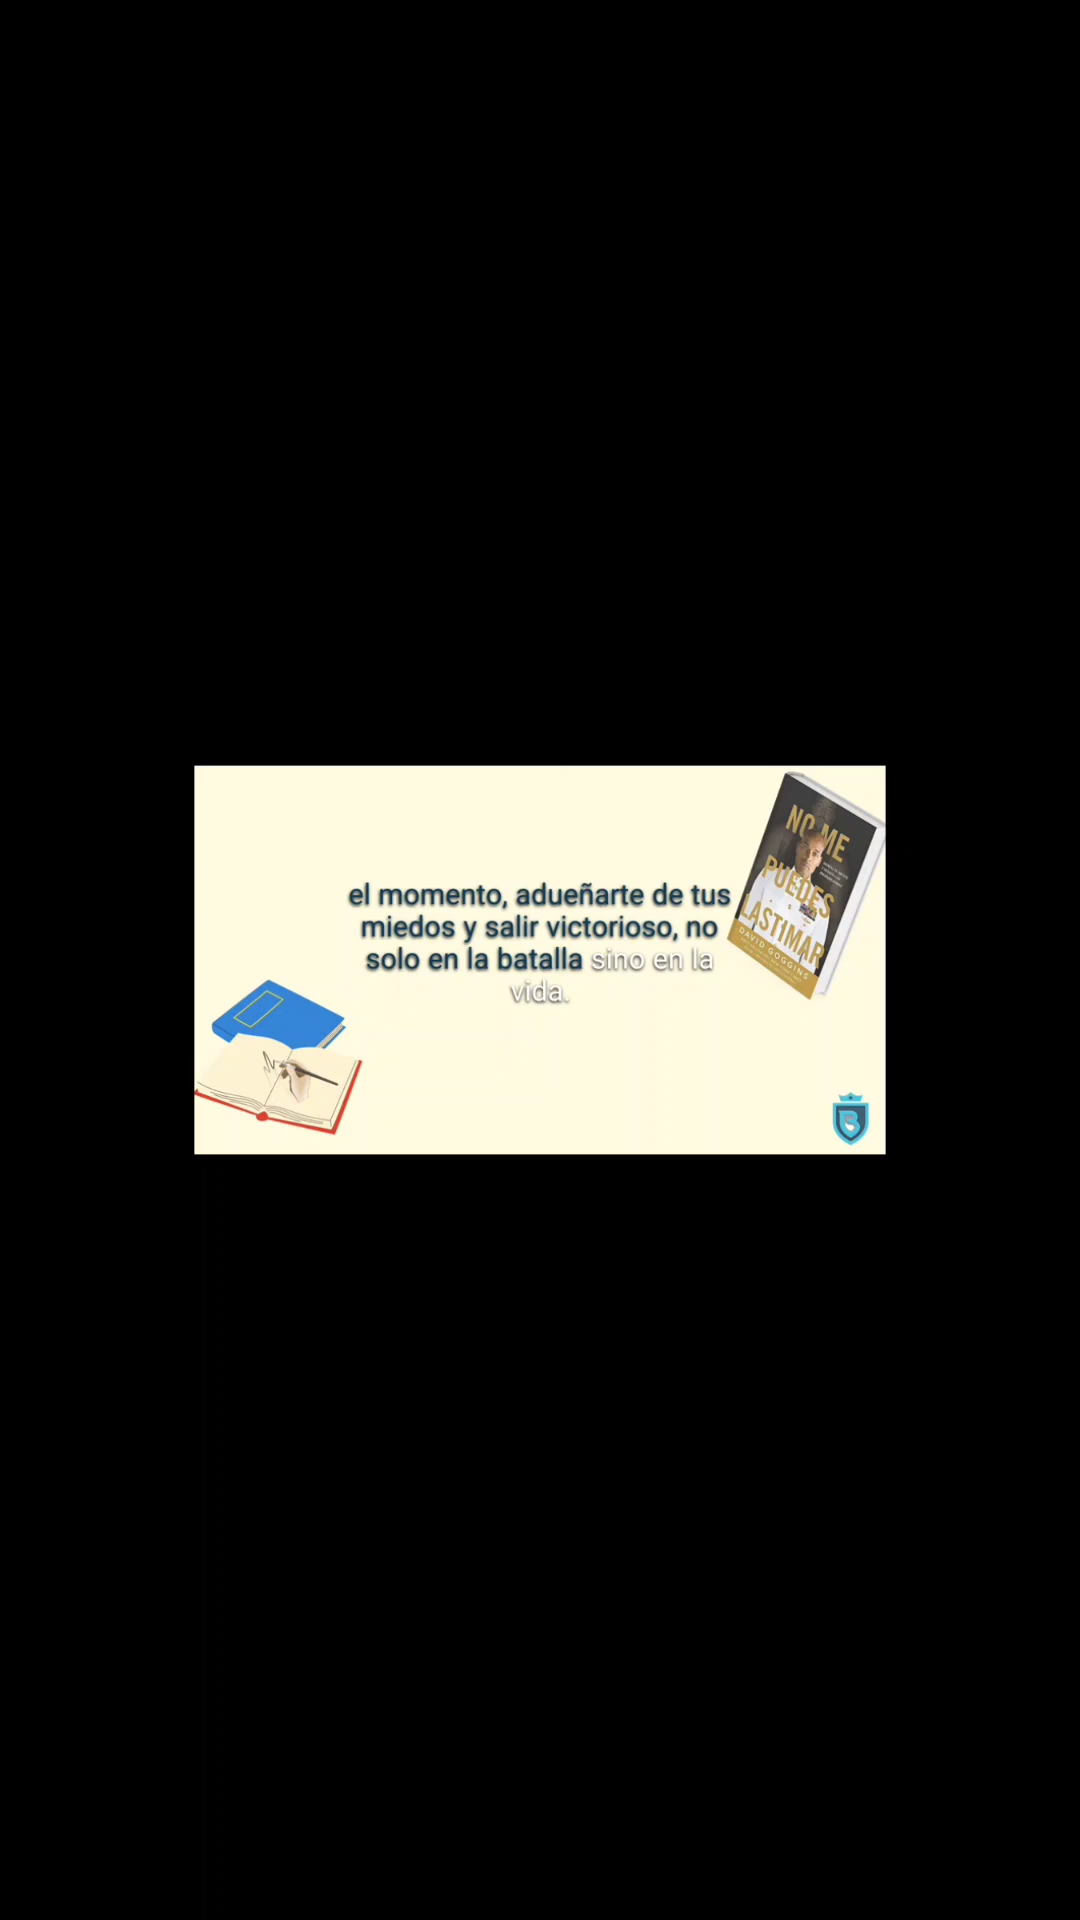 NO ME
PUEDES
LASTIMAR
DAVID GOGGINS
el momento, adueñarte de tus
miedos y salir victorioso, no
solo en la batalla sino en la
vida.